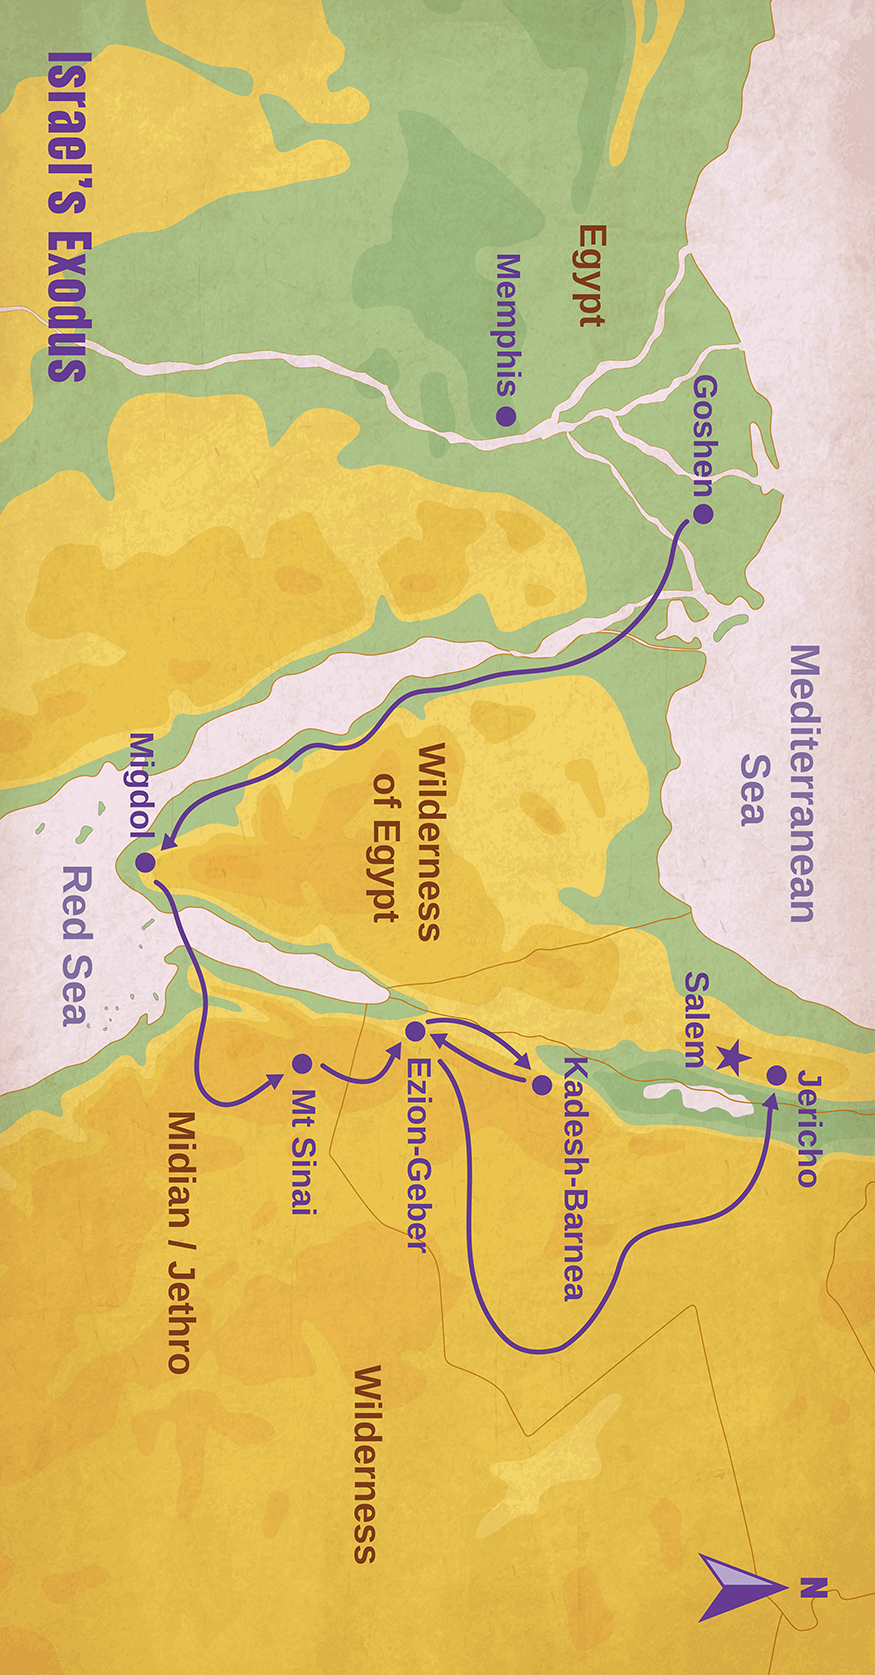 Mediterranean
Sea
N
Jericho
Salem
Goshen
Egypt
Memphis
Kadesh-Barnea
Wilderness
of Egypt
Ezion-Geber
Wilderness
Mt Sinai
Midian / Jethro
Migdol
Red Sea
Israel's Exodus